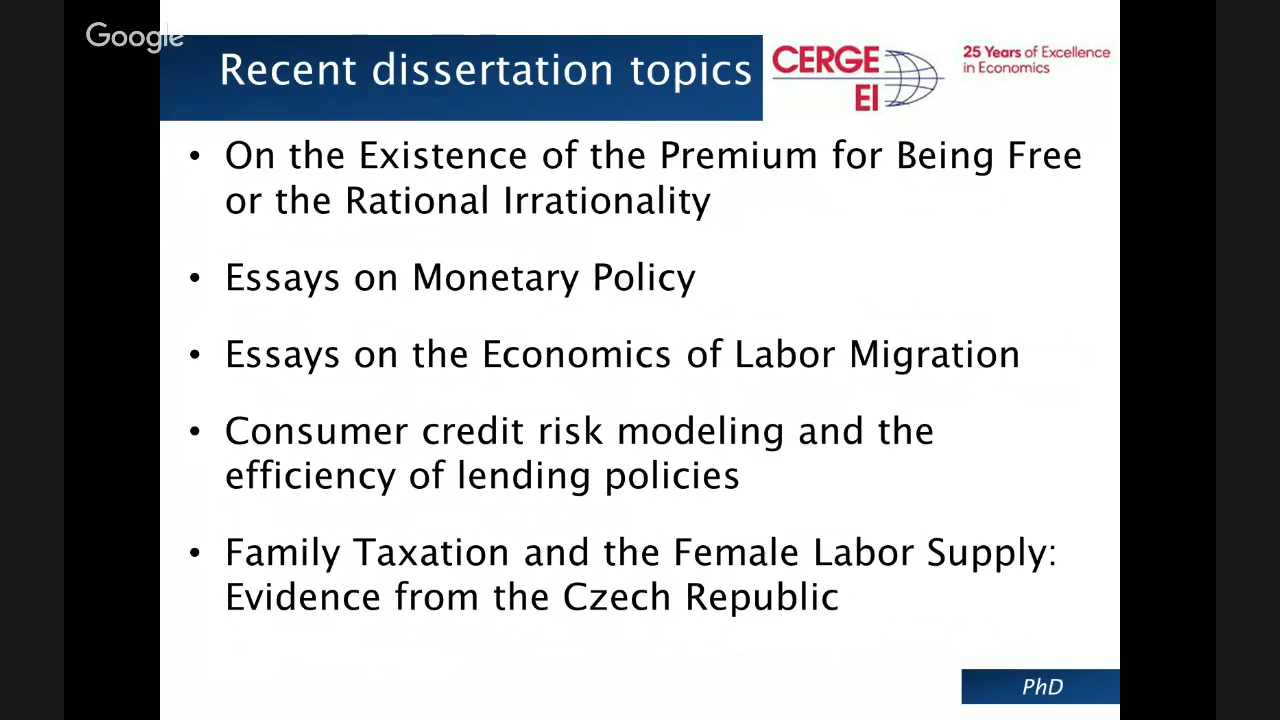 Google
Recent dissertation topics
CERGE
EI
25 Years of Excellence
in Economics
• On the Existence of the Premium for Being Free
or the Rational Irrationality
• Essays on Monetary Policy
• Essays on the Economics of Labor Migration
• Consumer credit risk modeling and the
efficiency of lending policies
• Family Taxation and the Female Labor Supply:
Evidence from the Czech Republic
PhD